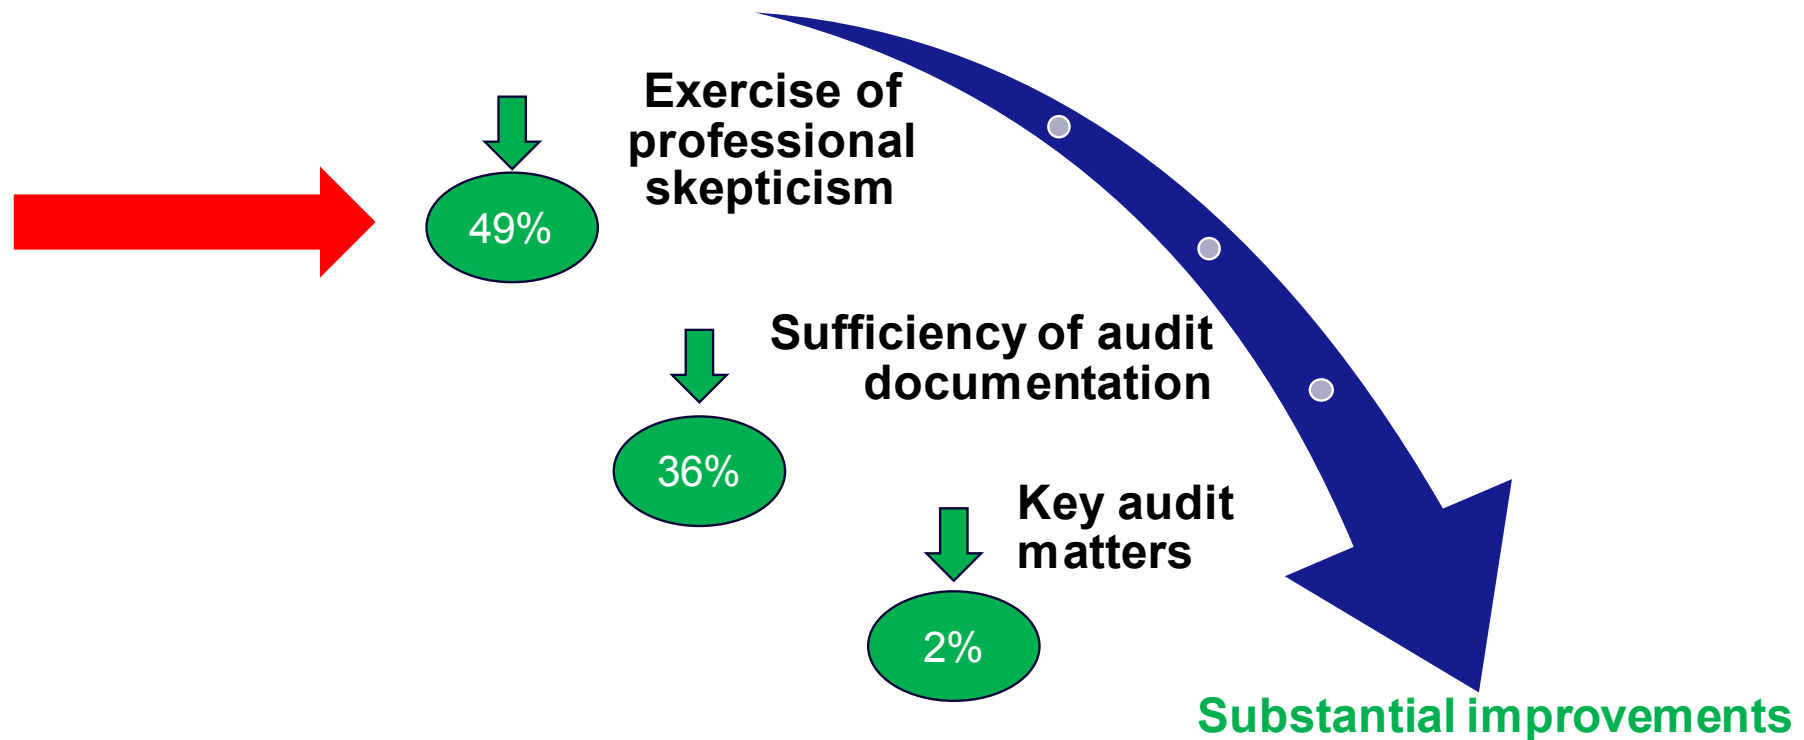 Exercise of
professional
skepticism
49%
Sufficiency of audit
documentation
36%
Key audit
matters
2%
Substantial improvements